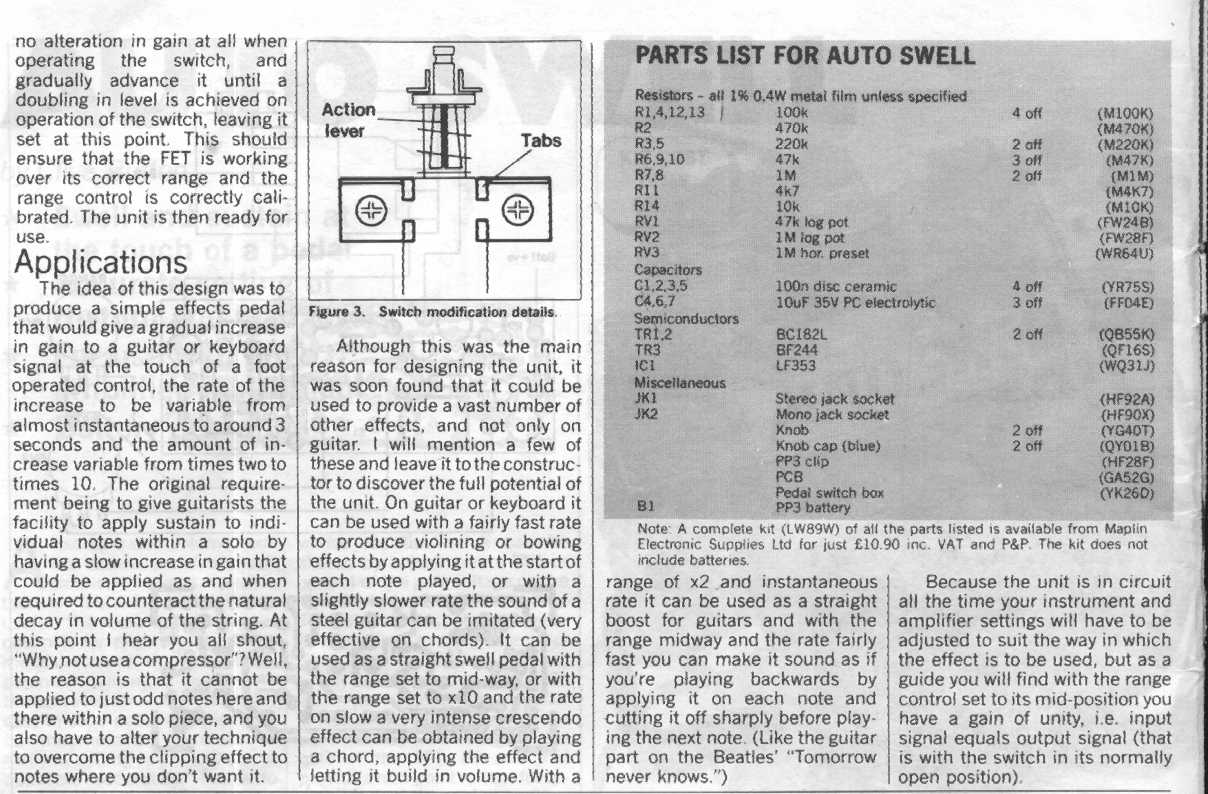 no alteration in gain at all when
operating the switch, and
gradually advance it until a
doubling in level is achieved on
operation of the switch, leaving it
set at this point. This should
ensure that the FET is working
over its correct range and the
range control is correctly cali-
brated. The unit is then ready for
use.
Applications
The idea of this design was to
produce a simple effects pedal
that would give a gradual increase
in gain to a guitar or keyboard
signal at the touch of a foot
operated control, the rate of the
increase to be variable from
almost instantaneous to around 3
seconds and the amount of in-
crease variable from times two to
times 10. The original require-
ment being to give guitarists the
facility to apply sustain to indi-
vidual notes within a solo by
having a slow increase in gain that
could be applied as and when
required to counteract the natural
decay in volume of the string. At
this point I hear you all shout,
"Why not use a compressor"? Well,
the reason is that it cannot be
applied to just odd notes here and
there within a solo piece, and you
also have to alter your technique
to overcome the clipping effect to
notes where you don't want it.
Action
lever
Tabs
Figure 3. Switch modification details.
Although this was the main
reason for designing the unit, it
was soon found that it could be
used to provide a vast number of
other effects, and not only on
guitar. I will mention a few of
these and leave it to the construc-
tor to discover the full potential of
the unit. On guitar or keyboard it
can be used with a fairly fast rate
to produce violining or bowing
effects by applying it at the start of
each note played, or with a
slightly slower rate the sound of a
steel guitar can be imitated (very
effective on chords). It can be
used as a straight swell pedal with
the range set to mid-way, or with
the range set to x10 and the rate
on slow a very intense crescendo
effect can be obtained by playing
a chord, applying the effect and
letting it build in volume. With a
PARTS LIST FOR AUTO SWELL
Resistors - all 1% 0.4W metal film unless specified
R1,4,12,13 100k 4 off (M100K)
R2 470k (M470K)
R3,5 220k 2 off (M220K)
R6,9,10 47k 3 off (M47K)
R7,8 1M 2 off (M1M)
R11 4k7 (M4K7)
R14 10k (M10K)
RV1 47k log pot (FW24B)
RV2 1M log pot (FW28F)
RV3 1M hor. preset (WR64U)
Capacitors
C1,2,3,5 100n disc ceramic 4 off (YR75S)
C4,6,7 10uF 35V PC electrolytic 3 off (FF04E)
Semiconductors
TR1,2 BC182L 2 off (QB55K)
TR3 BF244 (QF16S)
IC1 LF353 (WQ31J)
Miscellaneous
JK1 Stereo jack socket (HF92A)
JK2 Mono jack socket (HF90X)
Knob 2 off (YG40T)
Knob cap (blue) 2 off (QY01B)
PP3 clip (HF28F)
PCB (GA52G)
Pedal switch box (YK26D)
B1 PP3 battery
Note: A complete kit (LW89W) of all the parts listed is available from Maplin
Electronic Supplies Ltd for just £10.90 inc. VAT and P&P. The kit does not
include batteries.
range of x2 and instantaneous
rate it can be used as a straight
boost for guitars and with the
range midway and the rate fairly
fast you can make it sound as if
you're playing backwards by
applying it on each note and
cutting it off sharply before play-
ing the next note. (Like the guitar
part on the Beatles' "Tomorrow
never knows.")
Because the unit is in circuit
all the time your instrument and
amplifier settings will have to be
adjusted to suit the way in which
the effect is to be used, but as a
guide you will find with the range
control set to its mid-position you
have a gain of unity, i.e. input
signal equals output signal (that
is with the switch in its normally
open position).